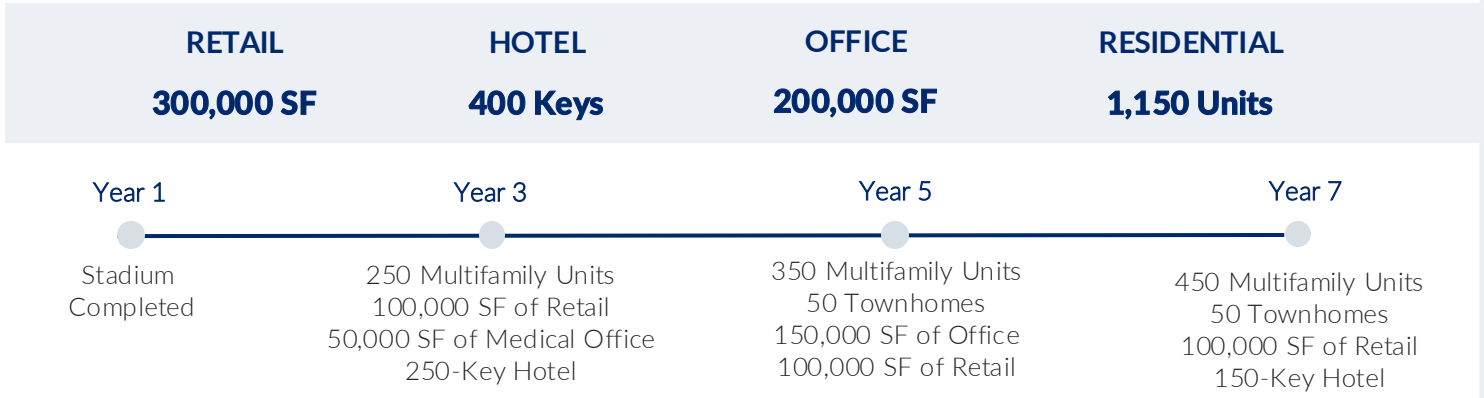 RETAIL HOTEL OFFICE RESIDENTIAL
300,000 SF 400 Keys 200,000 SF 1,150 Units
Year 1 Year 3 Year 5 Year 7
Stadium
Completed
250 Multifamily Units
100,000 SF of Retail
50,000 SF of Medical Office
250-Key Hotel
350 Multifamily Units
50 Townhomes
150,000 SF of Office
100,000 SF of Retail
450 Multifamily Units
50 Townhomes
100,000 SF of Retail
150-Key Hotel